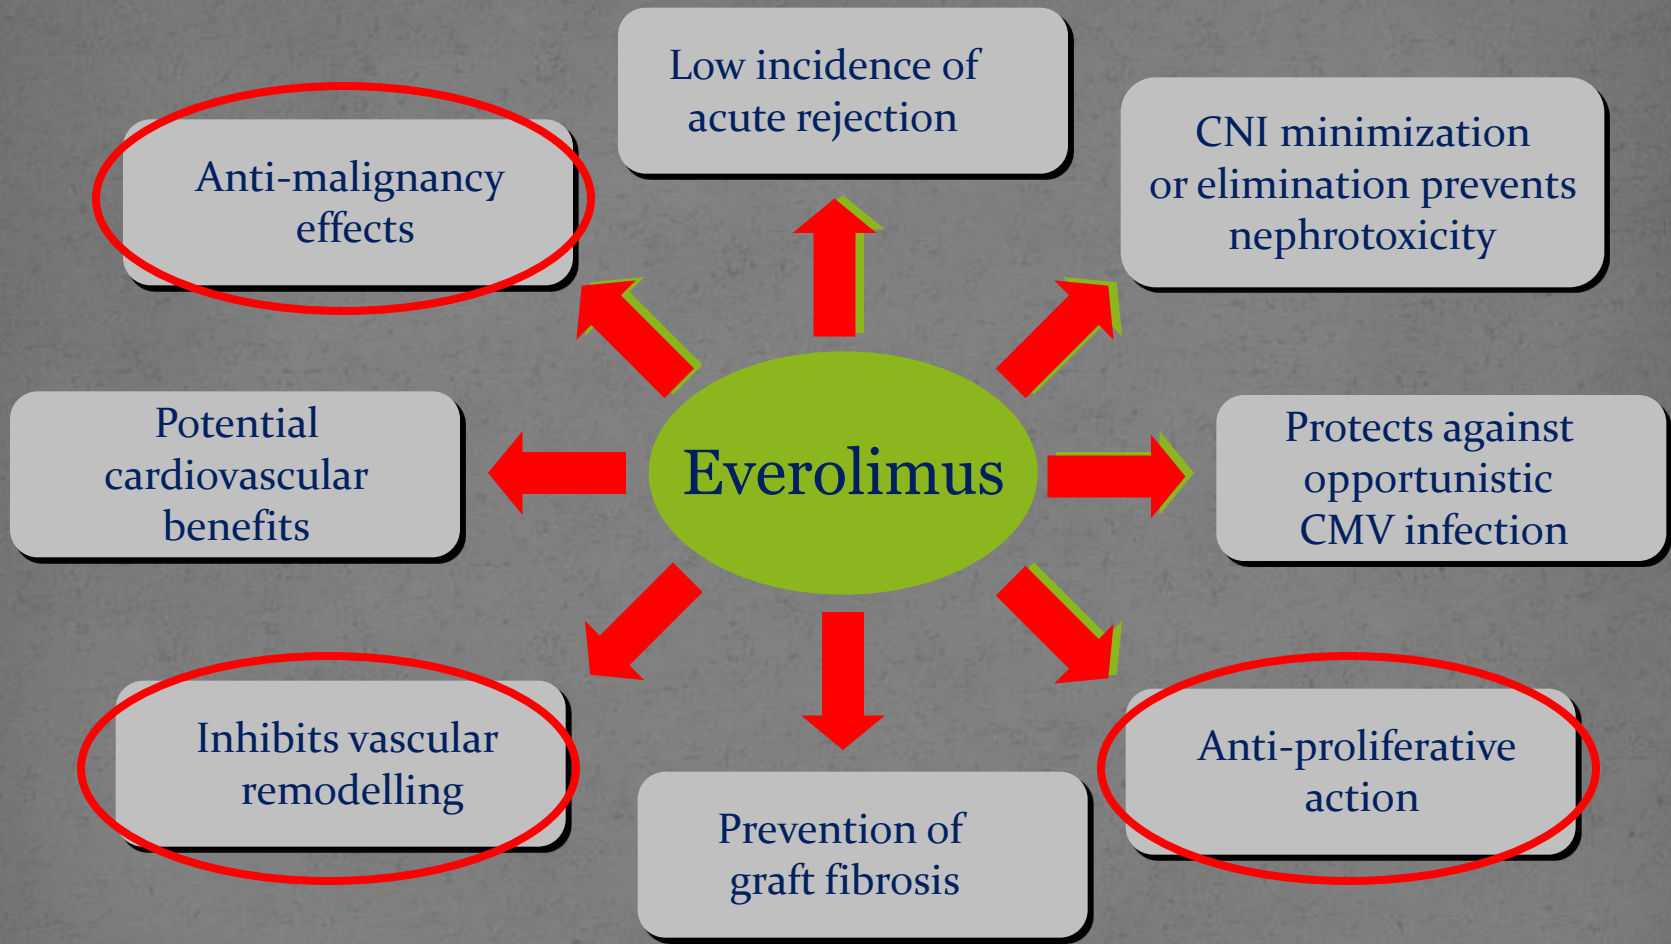 Low incidence of
acute rejection
Anti-malignancy
effects
CNI minimization
or elimination prevents
nephrotoxicity
Potential
cardiovascular
benefits
Everolimus
Protects against
opportunistic
CMV infection
Inhibits vascular
remodelling
Prevention of
graft fibrosis
Anti-proliferative
action